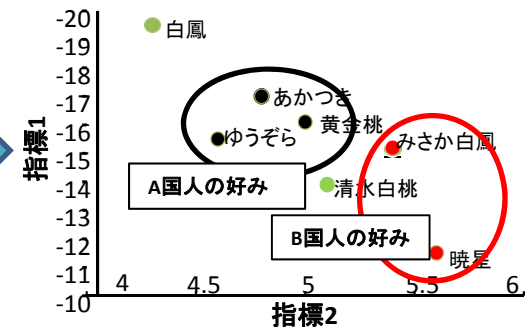 -20
-19
-18
-17
-16
-15
-14
-13
-12
-11
-10
指標1
白鳳
あかつき
黄金桃
ゆうぞら
みさか白鳳
A国人の好み
清水白桃
B国人の好み
暁星
4 4.5 5 5.5 6.
指標2